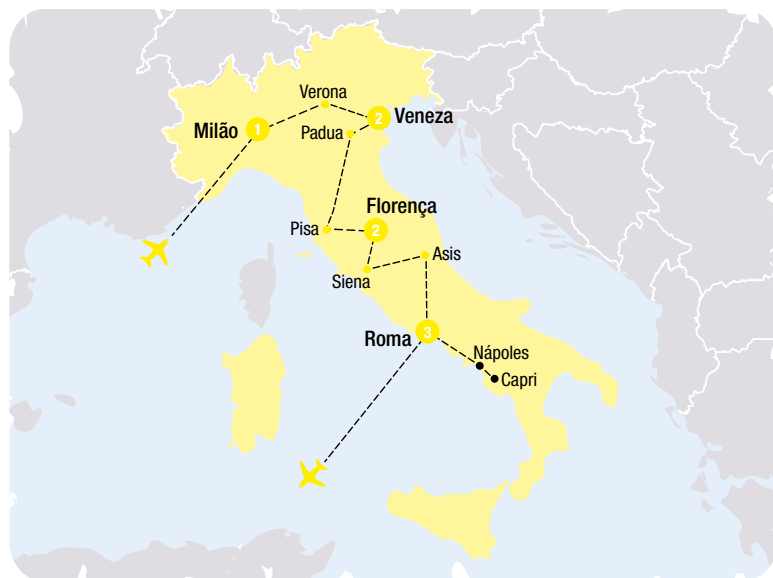 Verona
Milão
1
2
Veneza
Padua
Florença
Pisa
2
Asis
Siena
Roma
3
Nápoles
Capri